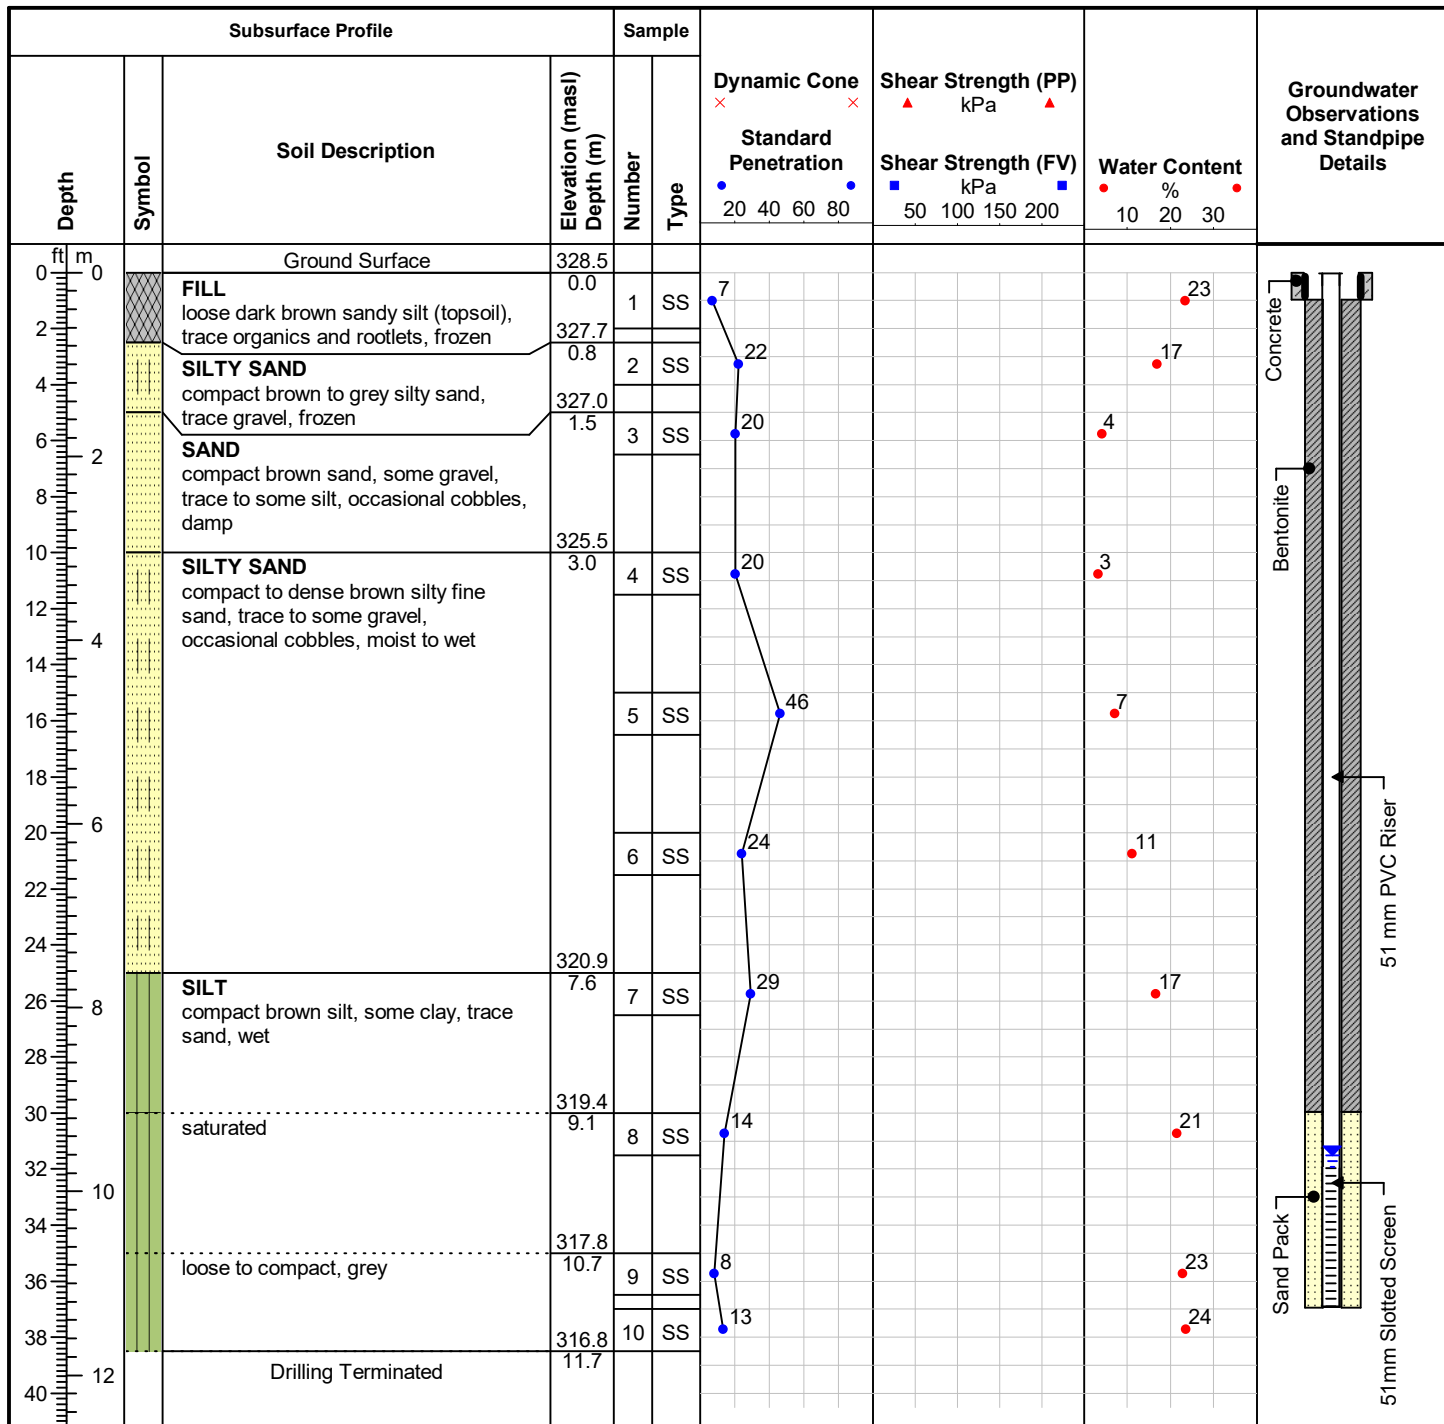 Subsurface Profile
Sample
Depth
Symbol
Soil Description
Elevation (masl)
Depth (m)
Number
Type
Dynamic Cone
Standard
Penetration
20 40 60 80
Shear Strength (PP)
kPa
Shear Strength (FV)
kPa
50 100 150 200
Water Content
%
10 20 30
Groundwater
Observations
and Standpipe
Details
ft m
Ground Surface 328.5
0 0
0.0
FILL
loose dark brown sandy silt (topsoil),
trace organics and rootlets, frozen
1 SS 7 23
2
327.7
0.8
SILTY SAND
compact brown to grey silty sand,
trace gravel, frozen
2 SS 22 17
4
327.0
1.5
3 SS 20 4
6
2
SAND
compact brown sand, some gravel,
trace to some silt, occasional cobbles,
damp
8
325.5
10
3.0
SILTY SAND
compact to dense brown silty fine
sand, trace to some gravel,
occasional cobbles, moist to wet
4 SS 20 3
12
4
14
5 SS 46 7
16
18
6
20
6 SS 24 11
22
24
320.9
7.6
SILT
compact brown silt, some clay, trace
sand, wet
7 SS 29 17
26
8
28
319.4
30
9.1
saturated
8 SS 14 21
32
10
34
317.8
10.7
loose to compact, grey
9 SS 8 23
36
10 SS 13 24
38
316.8
11.7
Drilling Terminated
12
40
Concrete
Bentonite
51 mm PVC Riser
Sand Pack
51mm Slotted Screen